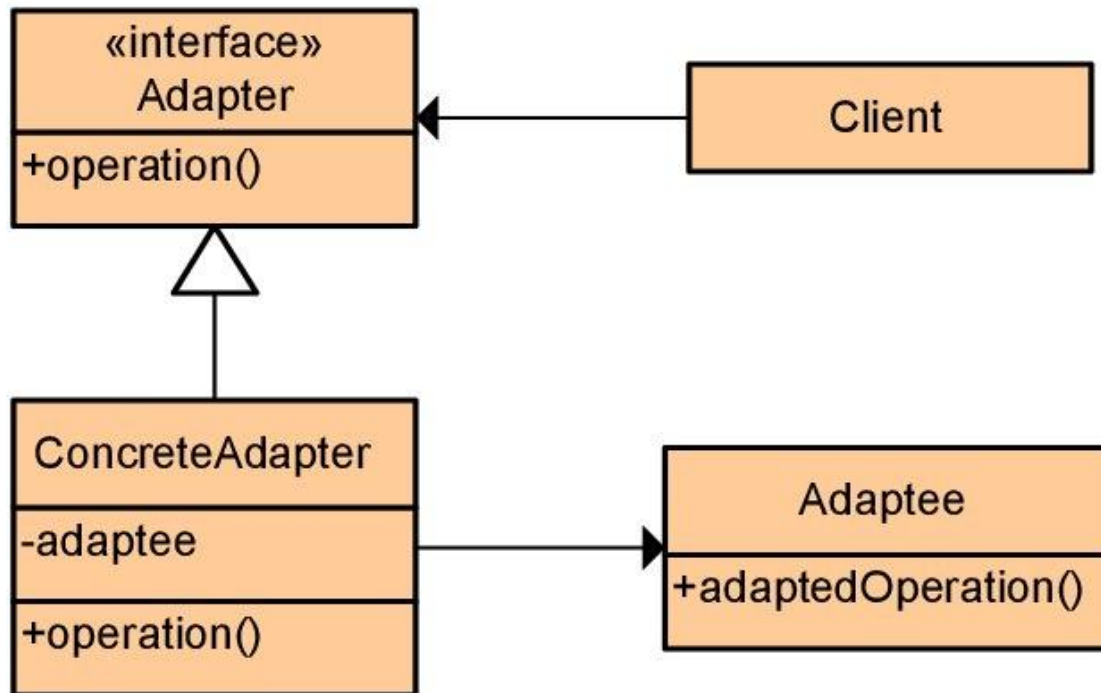 «interface»
Adapter
+operation()
Client
ConcreteAdapter
-adaptee
+operation()
Adaptee
+adaptedOperation()